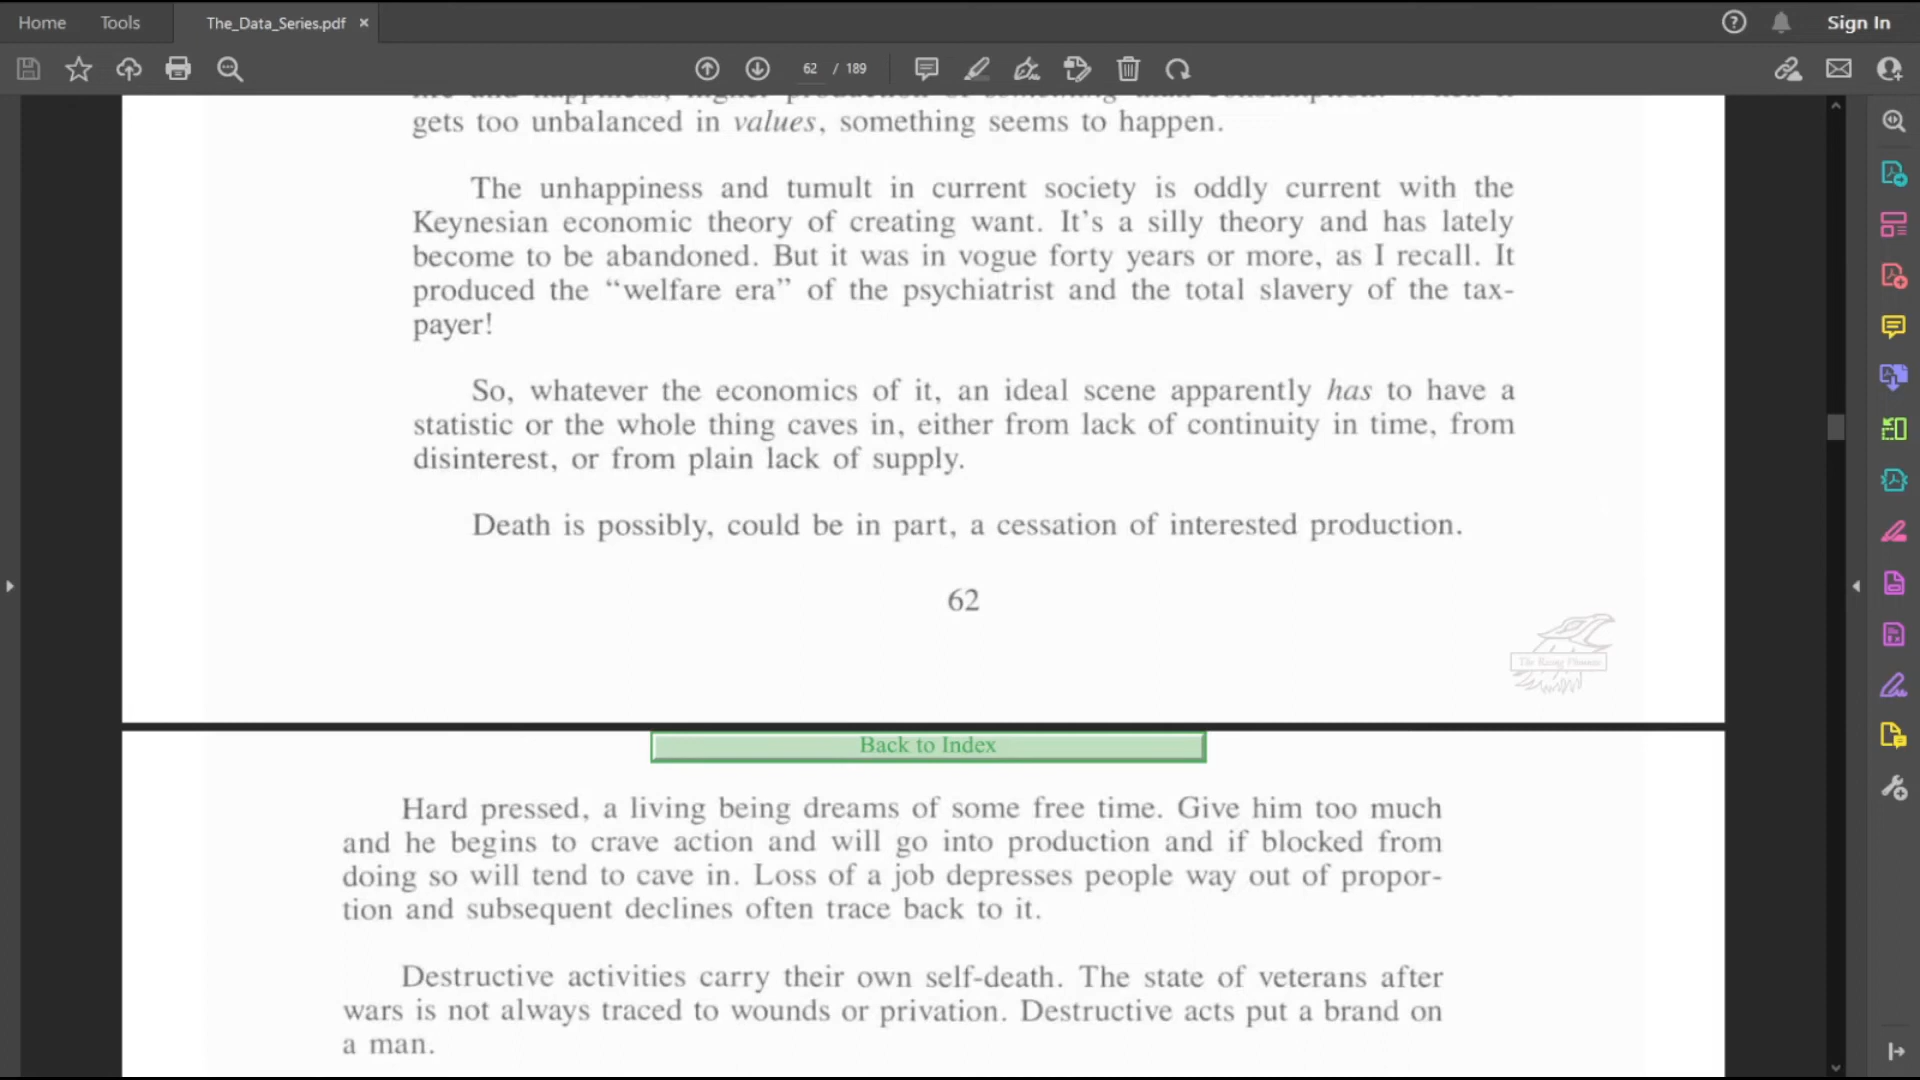 Home Tools The_Data_Series.pdf × Sign In
62 / 189
gets too unbalanced in values, something seems to happen.
The unhappiness and tumult in current society is oddly current with the
Keynesian economic theory of creating want. It's a silly theory and has lately
become to be abandoned. But it was in vogue forty years or more, as I recall. It
produced the “welfare era” of the psychiatrist and the total slavery of the tax-
payer!
So, whatever the economics of it, an ideal scene apparently has to have a
statistic or the whole thing caves in, either from lack of continuity in time, from
disinterest, or from plain lack of supply.
Death is possibly, could be in part, a cessation of interested production.
62
The Rising Phoenix
Back to Index
Hard pressed, a living being dreams of some free time. Give him too much
and he begins to crave action and will go into production and if blocked from
doing so will tend to cave in. Loss of a job depresses people way out of propor-
tion and subsequent declines often trace back to it.
Destructive activities carry their own self-death. The state of veterans after
wars is not always traced to wounds or privation. Destructive acts put a brand on
a man.